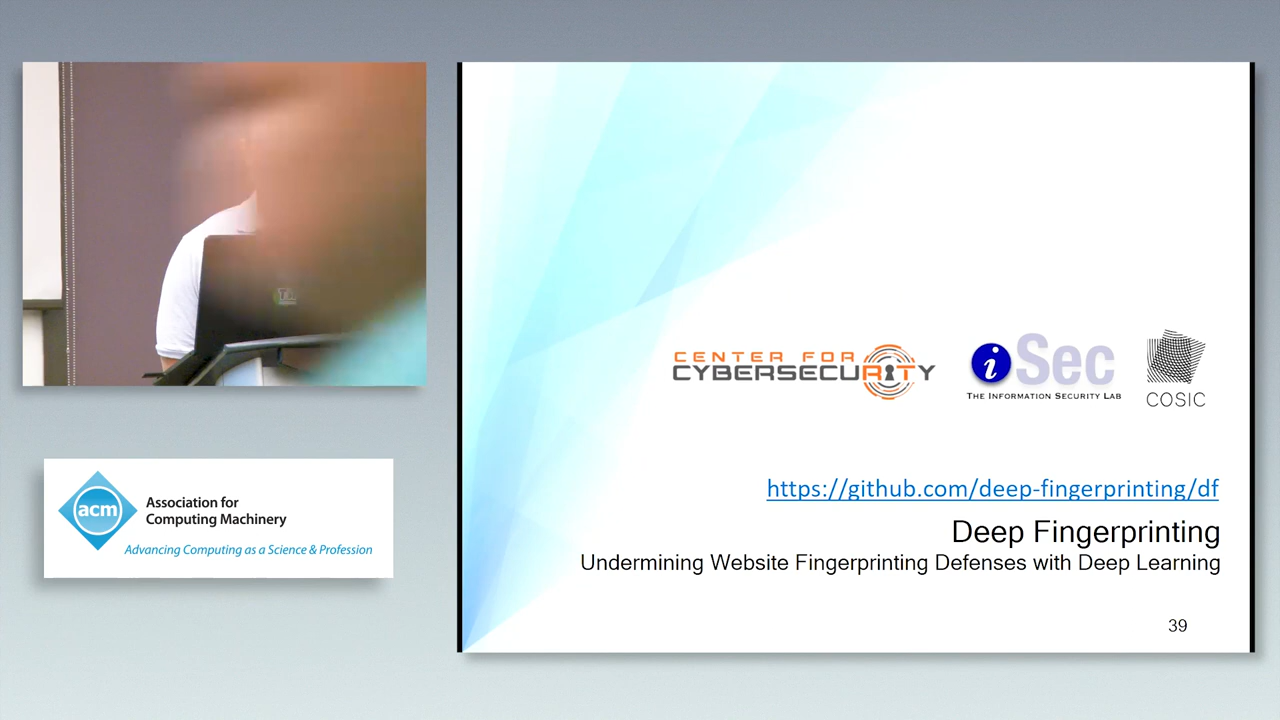 acm
Association for
Computing Machinery
Advancing Computing as a Science & Profession
CENTER FOR
CYBERSECURITY
i Sec
THE INFORMATION SECURITY LAB
COSIC
https://github.com/deep-fingerprinting/df
Deep Fingerprinting
Undermining Website Fingerprinting Defenses with Deep Learning
39